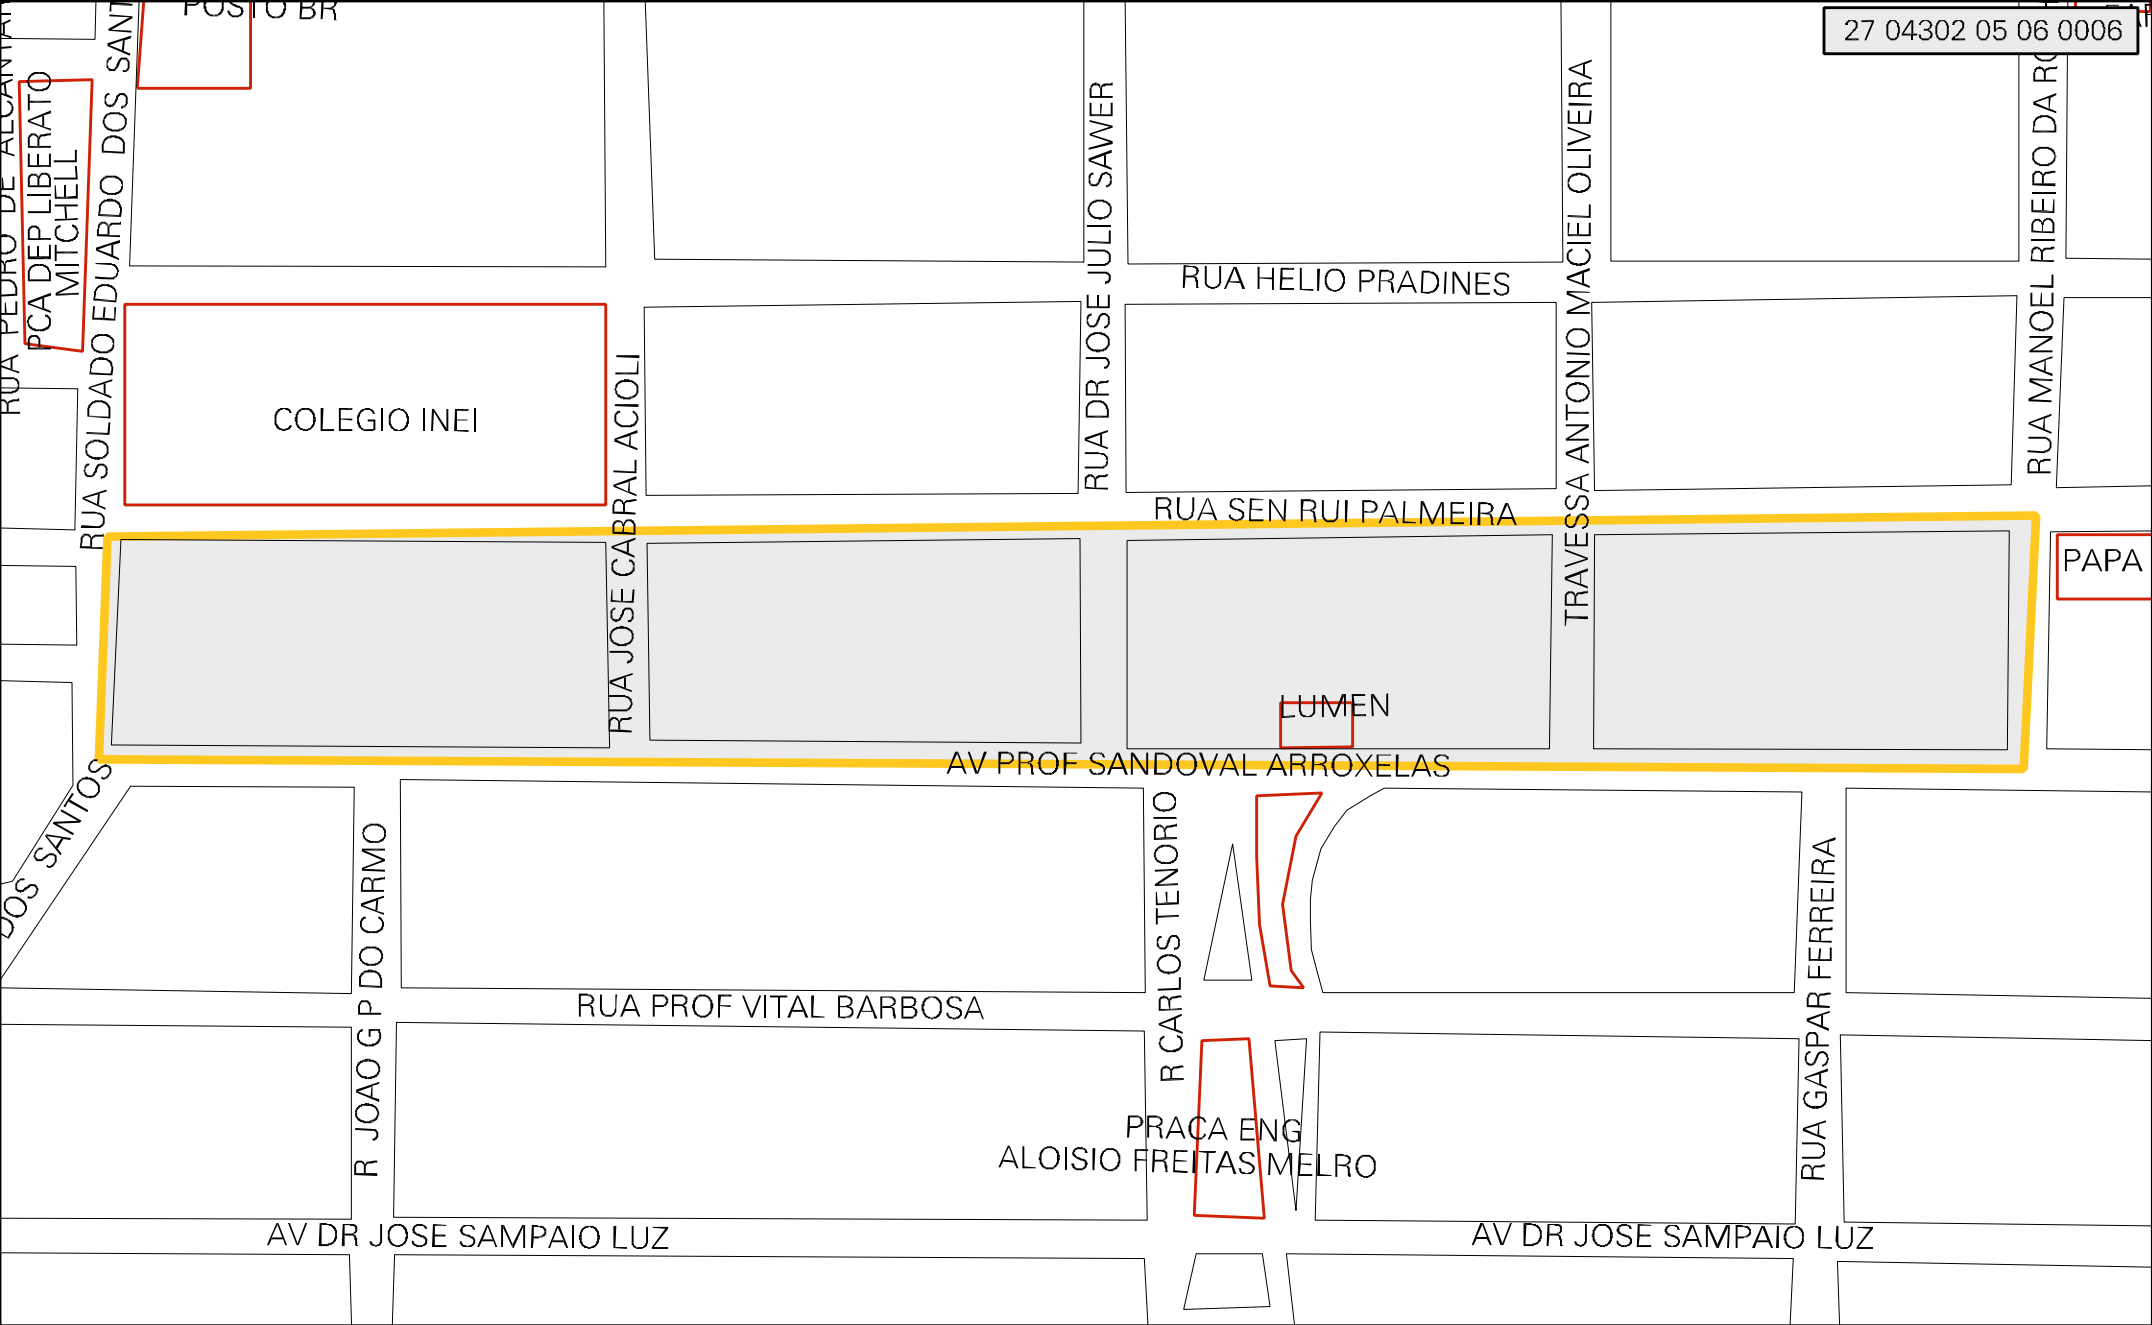 POSTO BR
27 04302 05 06 0006
RUA PEDRO DE
PCA DEP LIBERATO
MITCHELL
RUA SOLDADO EDUARDO DOS
RUA DR JOSE JULIO SAWER
TRAVESSA ANTONIO MACIEL OLIVEIRA
RUA MANOEL RIBEIRO DA
RUA HELIO PRADINES
COLEGIO INEI
RUA JOSE CABRAL ACIOLI
RUA SEN RUI PALMEIRA
PAPA
LUMEN
AV PROF SANDOVAL ARROXELAS
DOS SANTOS
R JOAO G P DO CARMO
R CARLOS TENORIO
RUA GASPAR FERREIRA
RUA PROF VITAL BARBOSA
PRACA ENG
ALOISIO FREITAS MELRO
AV DR JOSE SAMPAIO LUZ
AV DR JOSE SAMPAIO LUZ